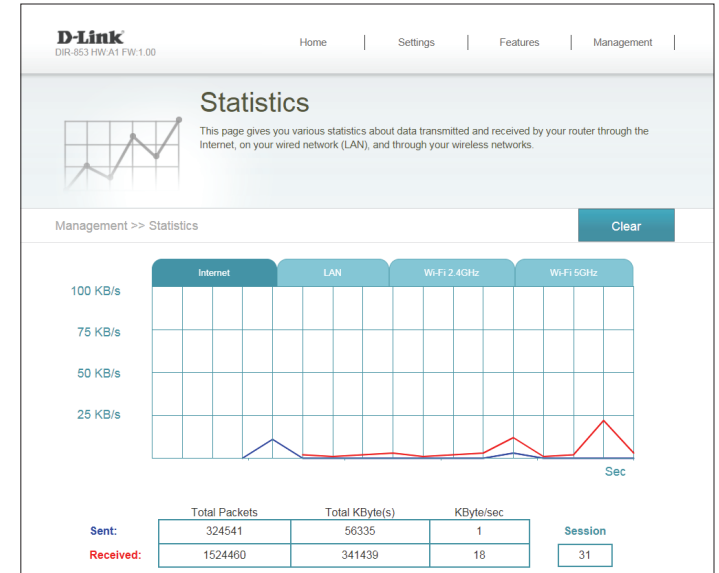 D-Link
DIR-853 HW:A1 FW:1.00
Home Settings Features Management
Statistics
This page gives you various statistics about data transmitted and received by your router through the
Internet, on your wired network (LAN), and through your wireless networks.
Management >> Statistics Clear
Internet LAN Wi-Fi 2.4GHz Wi-Fi 5GHz
100 KB/s
75 KB/s
50 KB/s
25 KB/s
Sec
Total Packets Total KByte(s) KByte/sec
Sent: 324541 56335 1 Session
Received: 1524460 341439 18 31